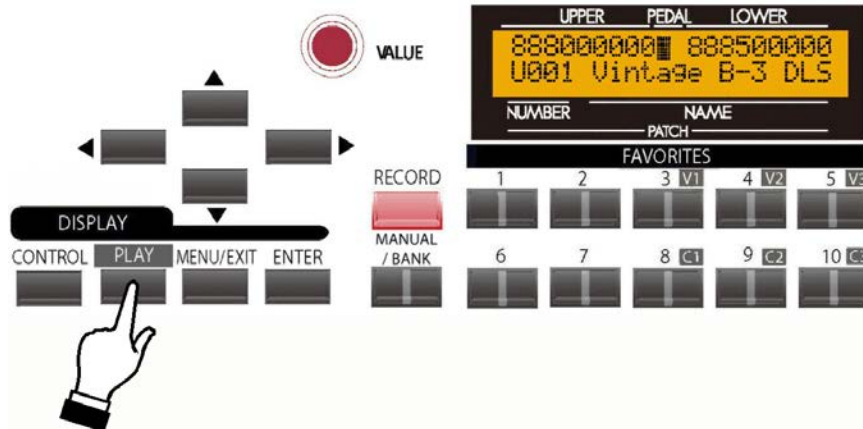 UPPER PEDAL LOWER
888000000 888500000
U001 Vintage B-3 DLS
NUMBER NAME
PATCH
VALUE
FAVORITES
RECORD
1 2 3 V1 4 V2 5 V3
DISPLAY
CONTROL PLAY MENU/EXIT ENTER
MANUAL
/ BANK
6 7 8 C1 9 C2 10 C3